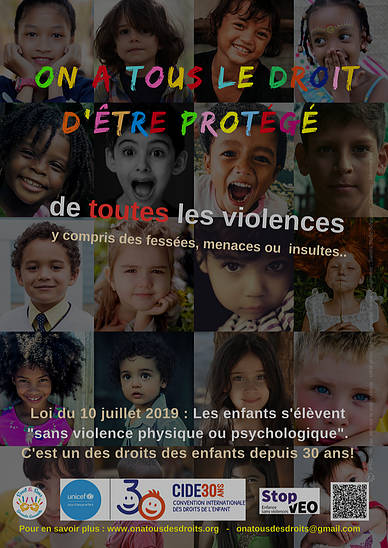 ON A TOUS LE DROIT
D'ÊTRE PROTEGÉ
de toutes les violences
y compris des fessées, menaces ou insultes..
Loi du 10 juillet 2019 : Les enfants s'élèvent
"sans violence physique ou psychologique".
C'est un des droits des enfants depuis 30 ans!
unicef
30
CIDE30ANS
CONVENTION INTERNATIONALE
DES DROITS DE L'ENFANT
Stop
VEO
Enfance
sans violences
Pour en savoir plus : www.onatousdesdroits.org - onatousdesdroits@gmail.com